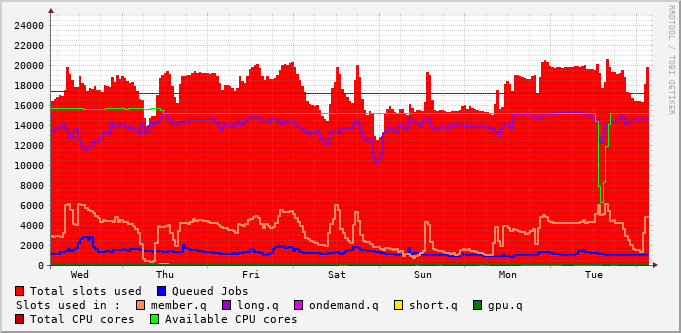 24000
22000
20000
18000
16000
14000
12000
10000
8000
6000
4000
2000
0
Wed Thu Fri Sat Sun Mon Tue
RRDTOOL / TOBI OETIKER
Total slots used Queued Jobs
Slots used in : member.q long.q ondemand.q short.q gpu.q
Total CPU cores Available CPU cores